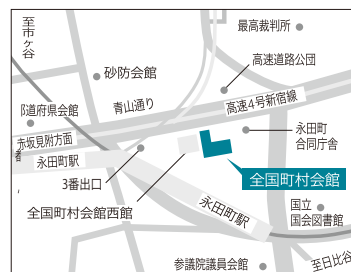 至市ヶ谷
最高裁判所
高速道路公団
砂防会館
青山通り
高速4号新宿線
道府県会館
赤坂見附方面
永田町
合同庁舎
永田町駅
3番出口
全国町村会館
全国町村会館西館
永田町駅
国立
国会図書館
参議院議員会館
至日比谷